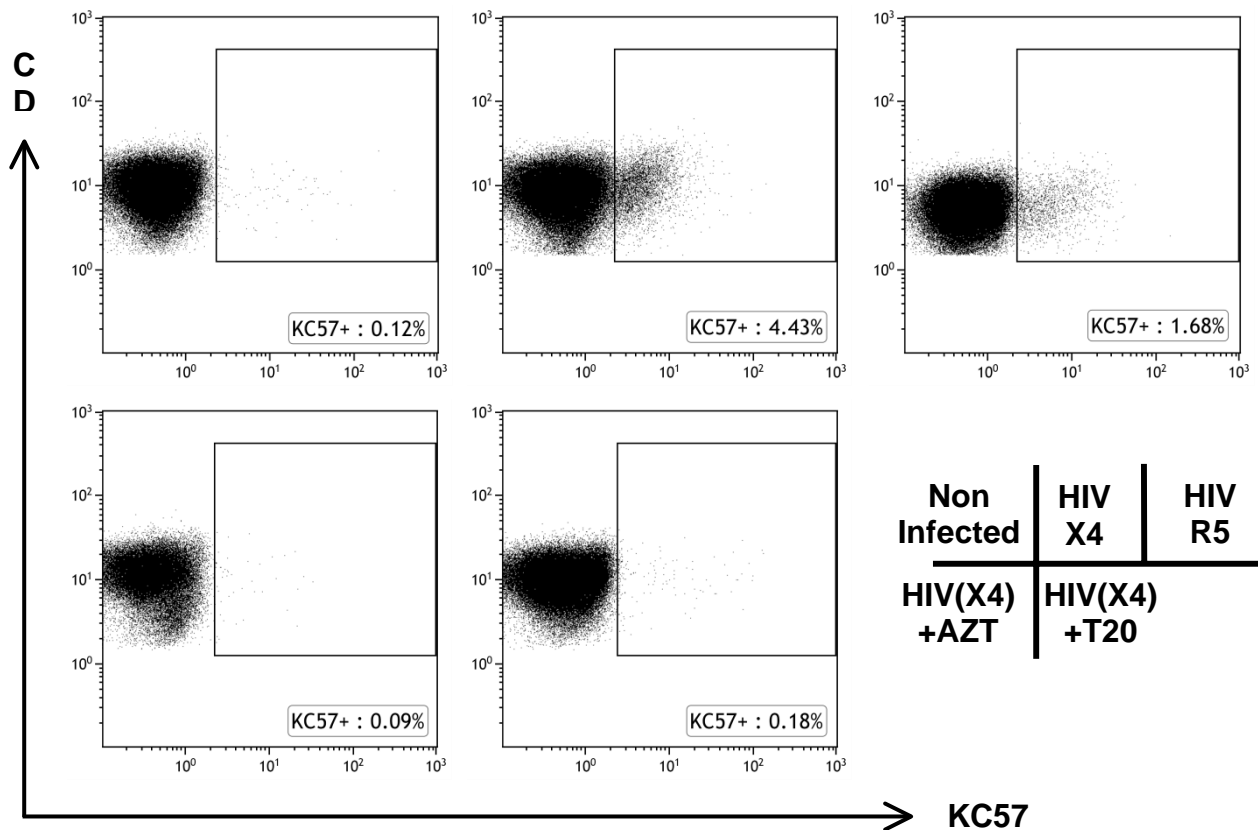 C
D
10³
10²
10¹
10⁰
KC57+ : 0.12%
10⁰ 10¹ 10² 10³
10³
10²
10¹
10⁰
KC57+ : 4.43%
10⁰ 10¹ 10² 10³
10³
10²
10¹
10⁰
KC57+ : 1.68%
10⁰ 10¹ 10² 10³
10³
10²
10¹
10⁰
KC57+ : 0.09%
10⁰ 10¹ 10² 10³
10³
10²
10¹
10⁰
KC57+ : 0.18%
10⁰ 10¹ 10² 10³
Non
Infected
HIV
X4
HIV
R5
HIV(X4)
+AZT
HIV(X4)
+T20
KC57